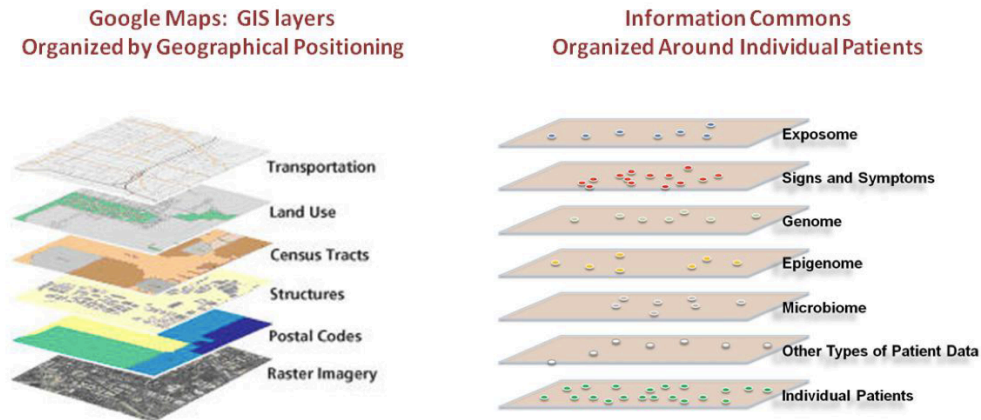 Google Maps: GIS layers
Organized by Geographical Positioning
Transportation
Land Use
Census Tracts
Structures
Postal Codes
Raster Imagery
Information Commons
Organized Around Individual Patients
Exposome
Signs and Symptoms
Genome
Epigenome
Microbiome
Other Types of Patient Data
Individual Patients